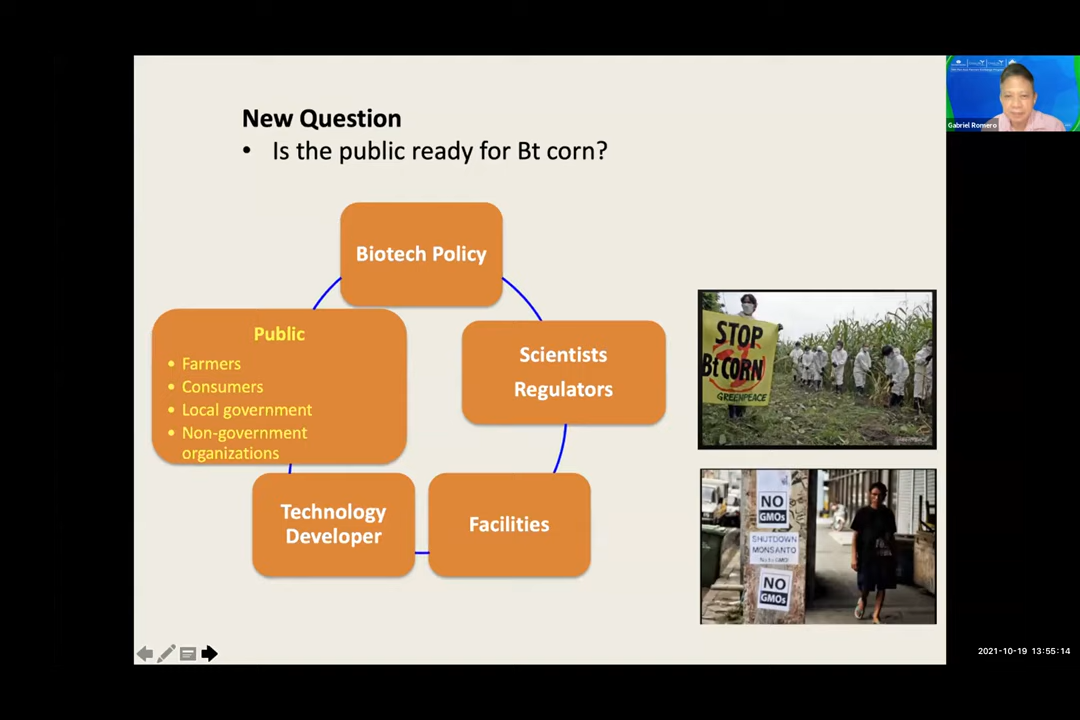 New Question
• Is the public ready for Bt corn?
Biotech Policy
Public
• Farmers
• Consumers
• Local government
• Non-government
organizations
Scientists
Regulators
Technology
Developer
Facilities
STOP
Bt CORN
GREENPEACE
NO
GMOs
SHUTDOWN
MONSANTO
NO
GMOs
Gabriel Romero
2021-10-19 13:55:14